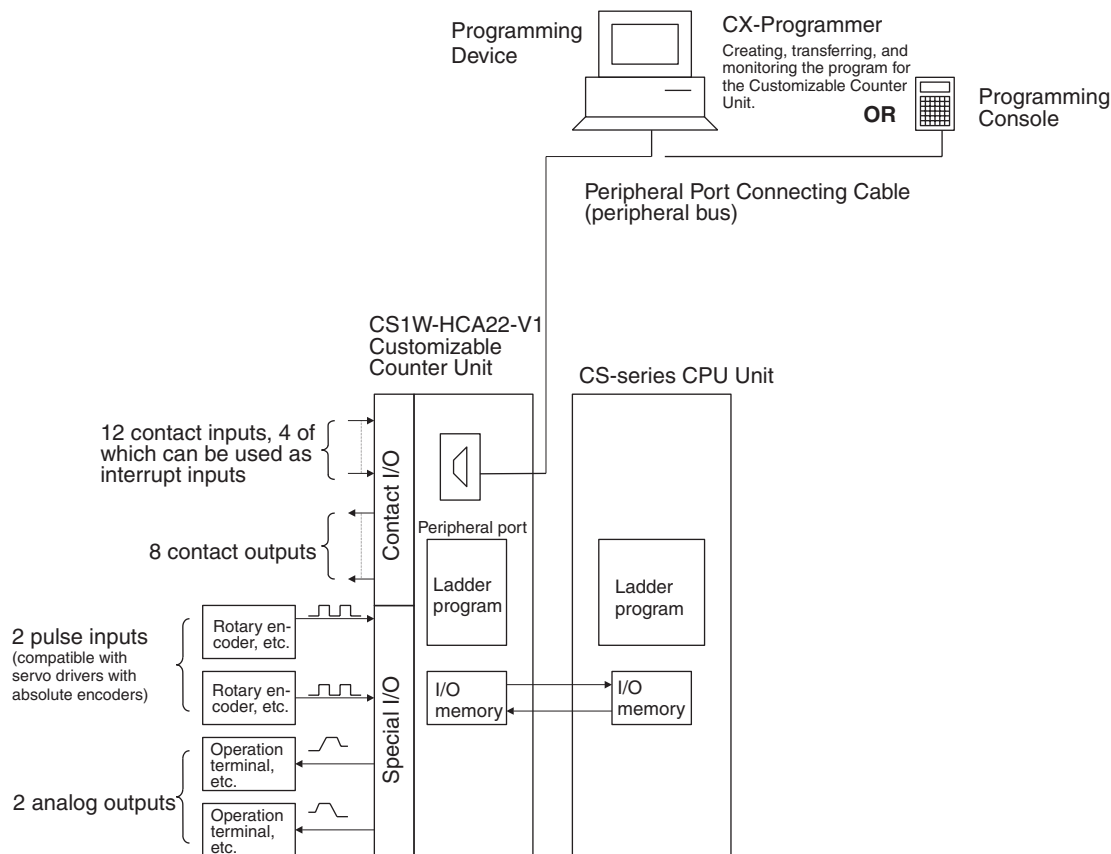 Programming
Device
CX-Programmer
Creating, transferring, and
monitoring the program for
the Customizable Counter
Unit.
OR
Programming
Console
Peripheral Port Connecting Cable
(peripheral bus)
CS1W-HCA22-V1
Customizable
Counter Unit
CS-series CPU Unit
12 contact inputs, 4 of
which can be used as
interrupt inputs
8 contact outputs
Contact I/O
Peripheral port
Ladder
program
Ladder
program
2 pulse inputs
(compatible with
servo drivers with
absolute encoders)
Rotary en-
coder, etc.
Rotary en-
coder, etc.
Special I/O
I/O
memory
I/O
memory
2 analog outputs
Operation
terminal,
etc.
Operation
terminal,
etc.